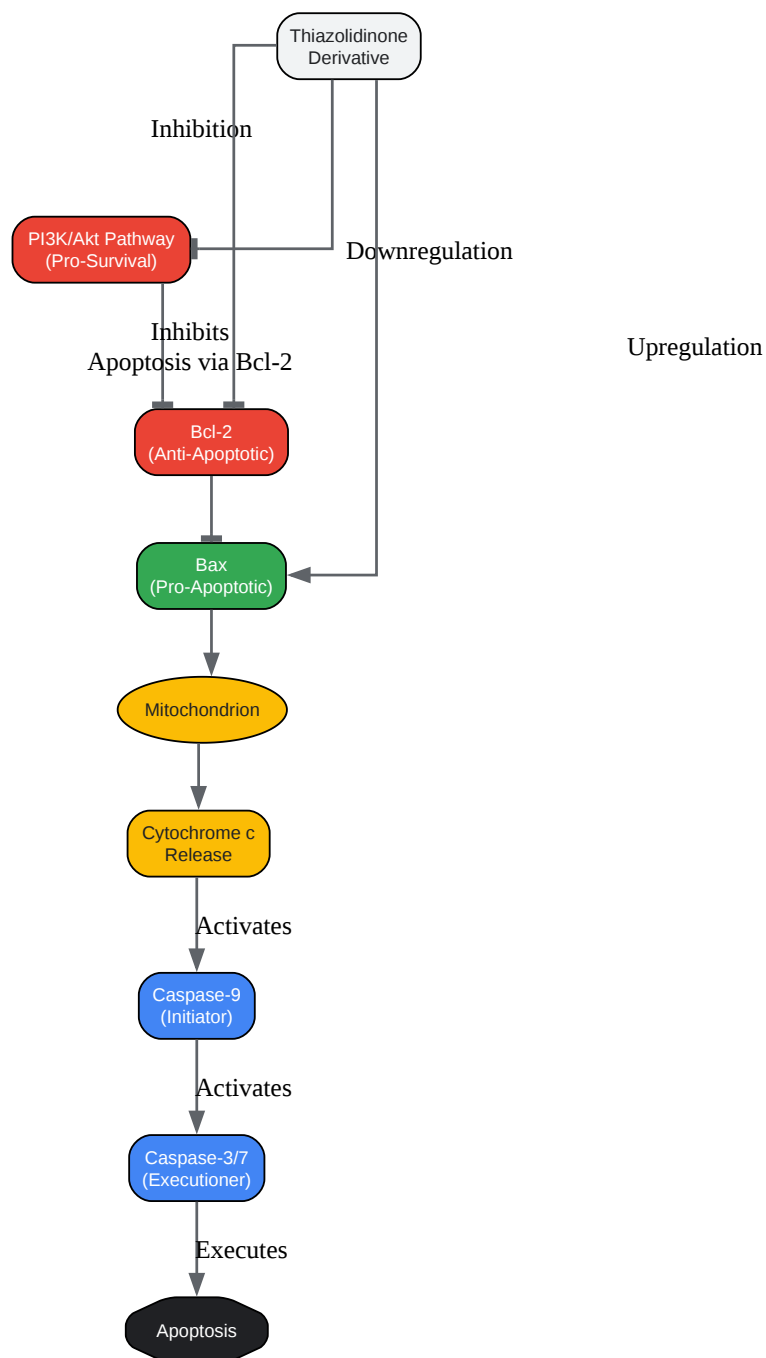 Thiazolidinone
Derivative
Inhibition
PI3K/Akt Pathway
(Pro-Survival)
Downregulation
Inhibits
Apoptosis via Bcl-2
Upregulation
Bcl-2
(Anti-Apoptotic)
Bax
(Pro-Apoptotic)
Mitochondrion
Cytochrome c
Release
Activates
Caspase-9
(Initiator)
Activates
Caspase-3/7
(Executioner)
Executes
Apoptosis